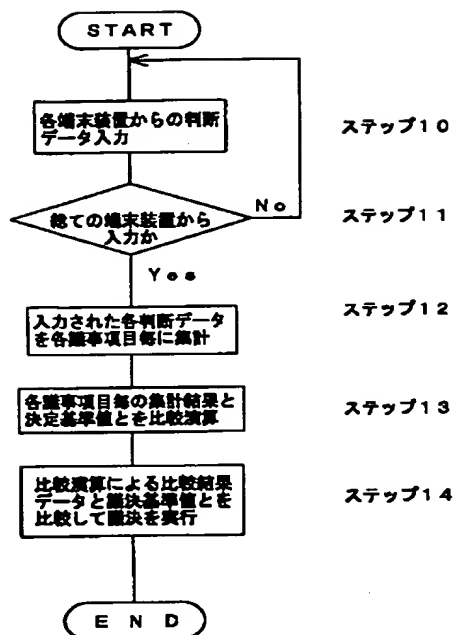 START
各端末装置からの判断
データ入力
ステップ10
総ての端末装置から
入力か
No
ステップ11
Yes
入力された各判断データ
を各議事項目毎に集計
ステップ12
各議事項目毎の集計結果と
決定基準値とを比較演算
ステップ13
比較演算による比較結果
データと議決基準値とを
比較して議決を実行
ステップ14
END